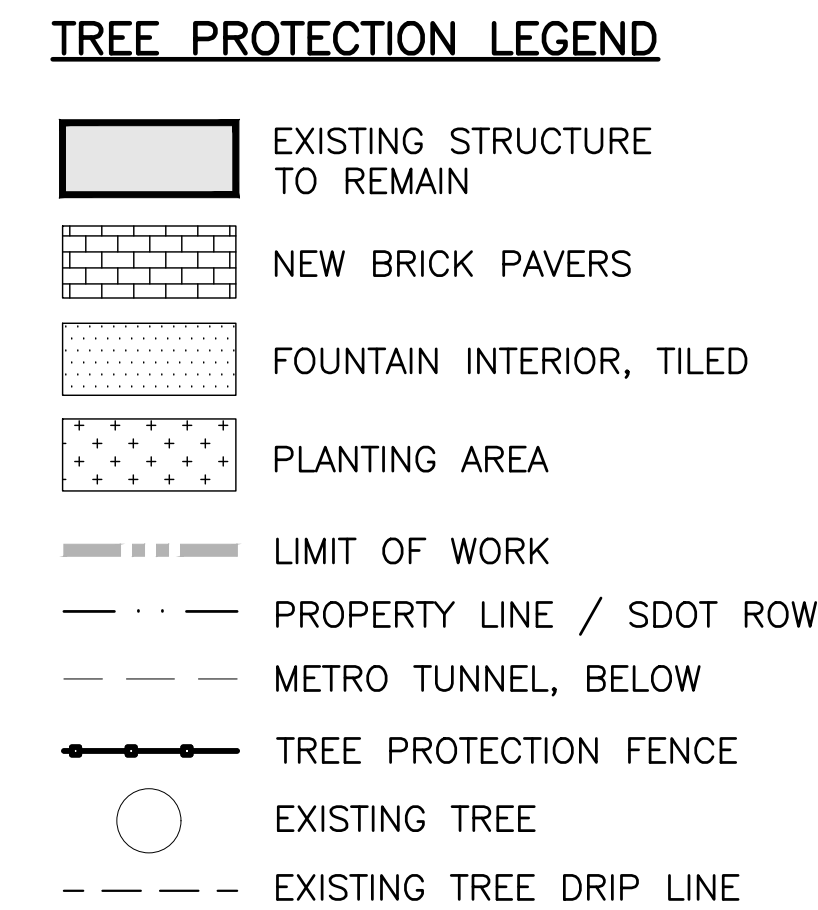 TREE PROTECTION LEGEND
EXISTING STRUCTURE
TO REMAIN
NEW BRICK PAVERS
FOUNTAIN INTERIOR, TILED
PLANTING AREA
LIMIT OF WORK
PROPERTY LINE / SDOT ROW
METRO TUNNEL, BELOW
TREE PROTECTION FENCE
EXISTING TREE
EXISTING TREE DRIP LINE